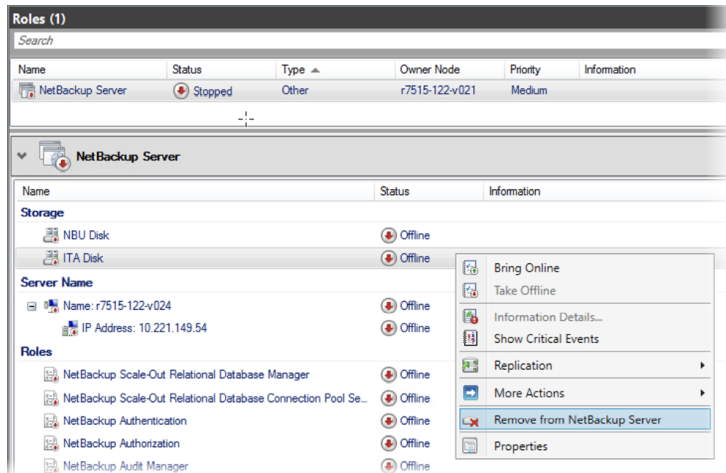 Roles (1)
Search
Name Status Type Owner Node Priority Information
NetBackup Server Stopped Other r7515-122-v021 Medium
NetBackup Server
Name Status Information
Storage
NBU Disk Offline
ITA Disk Offline
Server Name
Name: r7515-122-v024 Offline
IP Address: 10.221.149.54 Offline
Roles
NetBackup Scale-Out Relational Database Manager Offline
NetBackup Scale-Out Relational Database Connection Pool Se... Offline
NetBackup Authentication Offline
NetBackup Authorization Offline
NetBackup Audit Manager Offline
Bring Online
Take Offline
Information Details...
Show Critical Events
Replication
More Actions
Remove from NetBackup Server
Properties